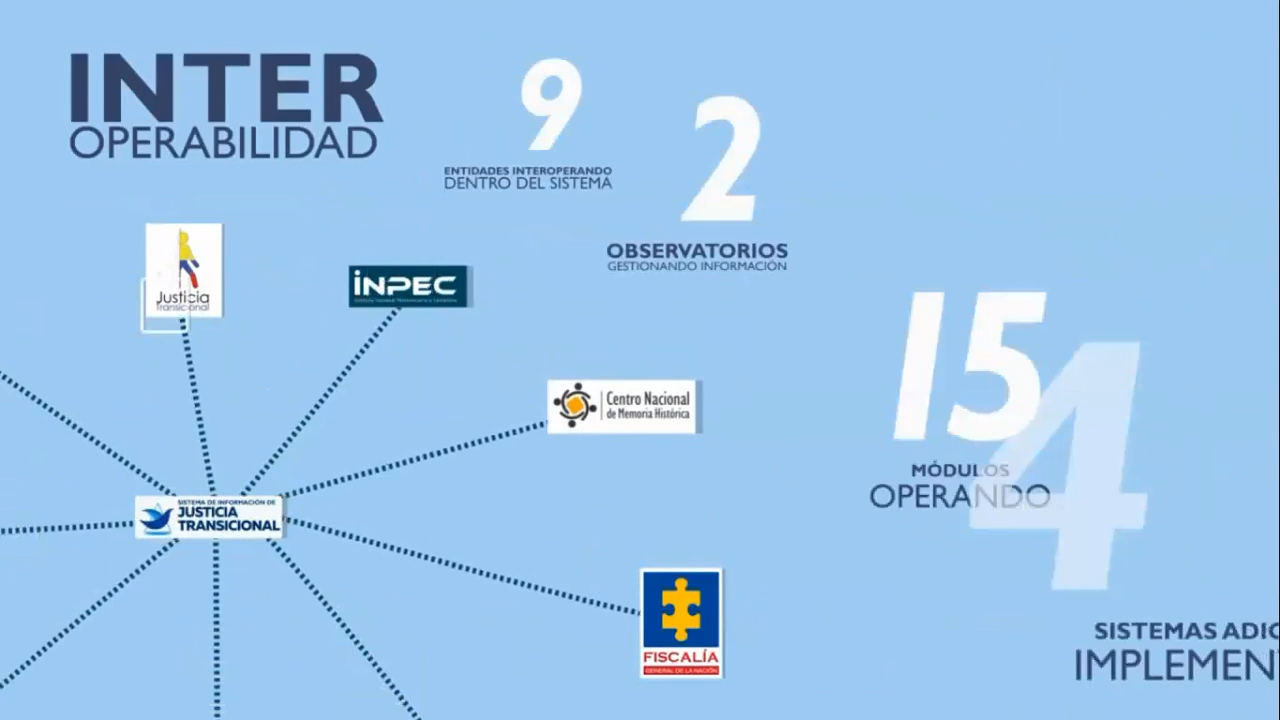 INTER
OPERABILIDAD
9
ENTIDADES INTEROPERANDO
DENTRO DEL SISTEMA
2
OBSERVATORIOS
GESTIONANDO INFORMACIÓN
Justicia
Transicional
INPEC
Centro Nacional
de Memoria Histórica
15
MÓDULOS
OPERANDO
4
SISTEMA DE INFORMACIÓN DE
JUSTICIA
TRANSICIONAL
FISCALÍA
GENERAL DE LA NACIÓN
SISTEMAS ADIC
IMPLEMEN